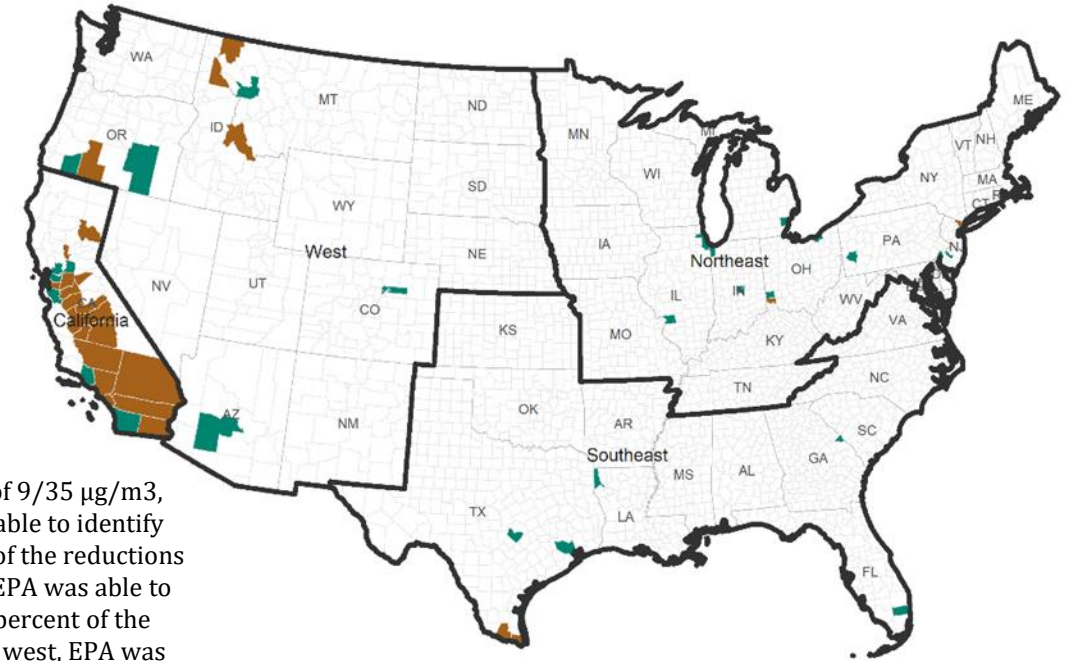 WA
MT
ND
MN
MI
ME
OR
ID
VT NH
WI
SD
NY
MA
WY
CT
IA
NE
PA
West
Northeast
OH
NV
UT
IL
IN
CO
WV
CA
California
MO
VA
KS
KY
NC
TN
OK
AZ
AR
NM
SC
Southeast
GA
MS
AL
TX
LA
FL
of 9/35 µg/m3,
able to identify
of the reductions
EPA was able to
percent of the
west, EPA was